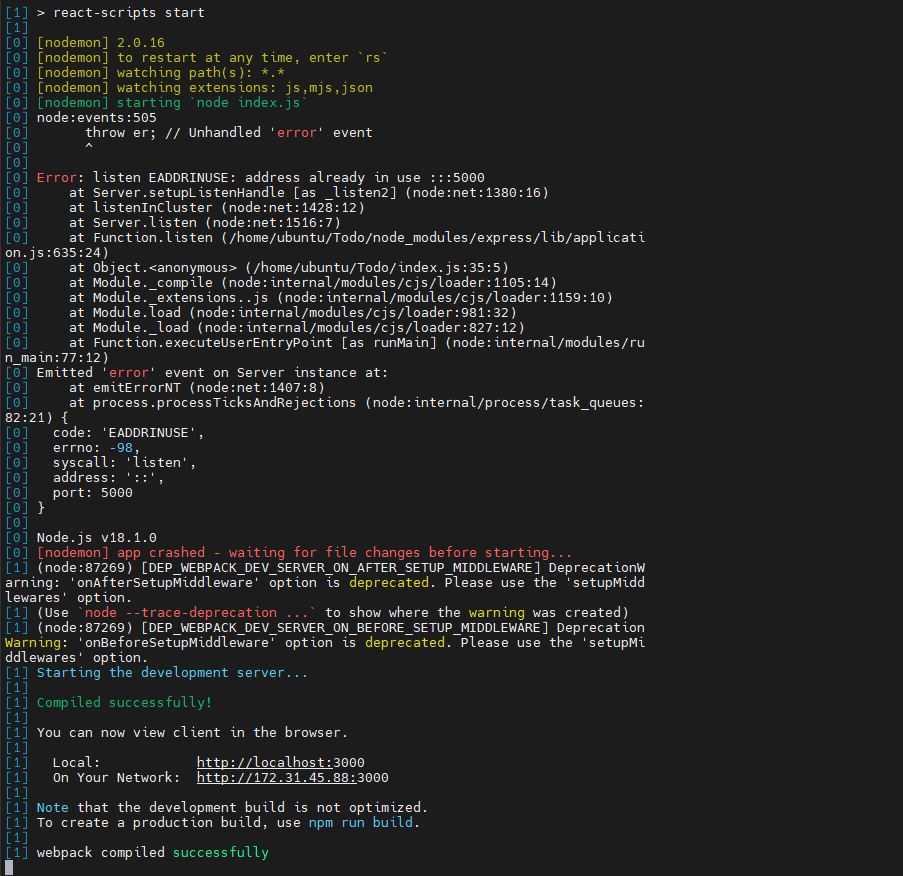 [1] > react-scripts start
[1]
[0] [nodemon] 2.0.16
[0] [nodemon] to restart at any time, enter `rs`
[0] [nodemon] watching path(s): *.*
[0] [nodemon] watching extensions: js,mjs,json
[0] [nodemon] starting `node index.js`
[0] node:events:505
[0]       throw er; // Unhandled 'error' event
[0]       ^
[0]
[0] Error: listen EADDRINUSE: address already in use :::5000
[0]     at Server.setupListenHandle [as _listen2] (node:net:1380:16)
[0]     at listenInCluster (node:net:1428:12)
[0]     at Server.listen (node:net:1516:7)
[0]     at Function.listen (/home/ubuntu/Todo/node_modules/express/lib/applicati
on.js:635:24)
[0]     at Object.<anonymous> (/home/ubuntu/Todo/index.js:35:5)
[0]     at Module._compile (node:internal/modules/cjs/loader:1105:14)
[0]     at Module._extensions..js (node:internal/modules/cjs/loader:1159:10)
[0]     at Module.load (node:internal/modules/cjs/loader:981:32)
[0]     at Module._load (node:internal/modules/cjs/loader:827:12)
[0]     at Function.executeUserEntryPoint [as runMain] (node:internal/modules/ru
n_main:77:12)
[0] Emitted 'error' event on Server instance at:
[0]     at emitErrorNT (node:net:1407:8)
[0]     at process.processTicksAndRejections (node:internal/process/task_queues:
82:21) {
[0]   code: 'EADDRINUSE',
[0]   errno: -98,
[0]   syscall: 'listen',
[0]   address: '::',
[0]   port: 5000
[0] }
[0]
[0] Node.js v18.1.0
[0] [nodemon] app crashed - waiting for file changes before starting...
[1] (node:87269) [DEP_WEBPACK_DEV_SERVER_ON_AFTER_SETUP_MIDDLEWARE] DeprecationW
arning: 'onAfterSetupMiddleware' option is deprecated. Please use the 'setupMidd
lewares' option.
[1] (Use `node --trace-deprecation ...` to show where the warning was created)
[1] (node:87269) [DEP_WEBPACK_DEV_SERVER_ON_BEFORE_SETUP_MIDDLEWARE] Deprecation
Warning: 'onBeforeSetupMiddleware' option is deprecated. Please use the 'setupMi
ddlewares' option.
[1] Starting the development server...
[1]
[1] Compiled successfully!
[1]
[1] You can now view client in the browser.
[1]
[1]   Local:            http://localhost:3000
[1]   On Your Network:  http://172.31.45.88:3000
[1]
[1] Note that the development build is not optimized.
[1] To create a production build, use npm run build.
[1]
[1] webpack compiled successfully